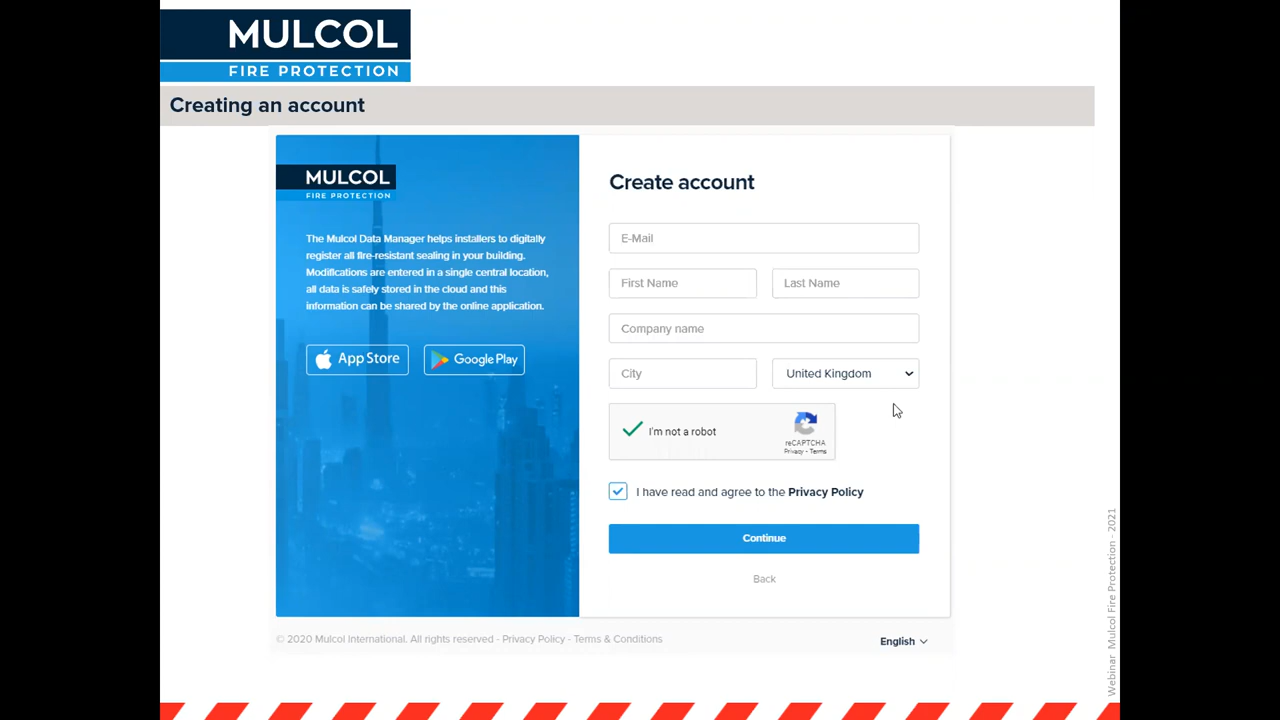 MULCOL
FIRE PROTECTION
Creating an account
MULCOL
FIRE PROTECTION
The Mulcol Data Manager helps installers to digitally
register all fire-resistant sealing in your building.
Modifications are entered in a single central location,
all data is safely stored in the cloud and this
information can be shared by the online application.
App Store
Google Play
Create account
E-Mail
First Name
Last Name
Company name
City
United Kingdom
I'm not a robot
reCAPTCHA
Privacy - Terms
I have read and agree to the Privacy Policy
Continue
Back
© 2020 Mulcol International. All rights reserved - Privacy Policy - Terms & Conditions
English
Webinar Mulcol Fire Protection - 2021